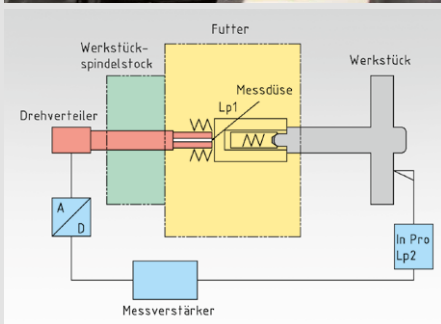 Futter
Werkstück-
spindelstock
Werkstück
Messdüse
Lp1
Drehverteiler
A
D
In Pro
Lp2
Messverstärker